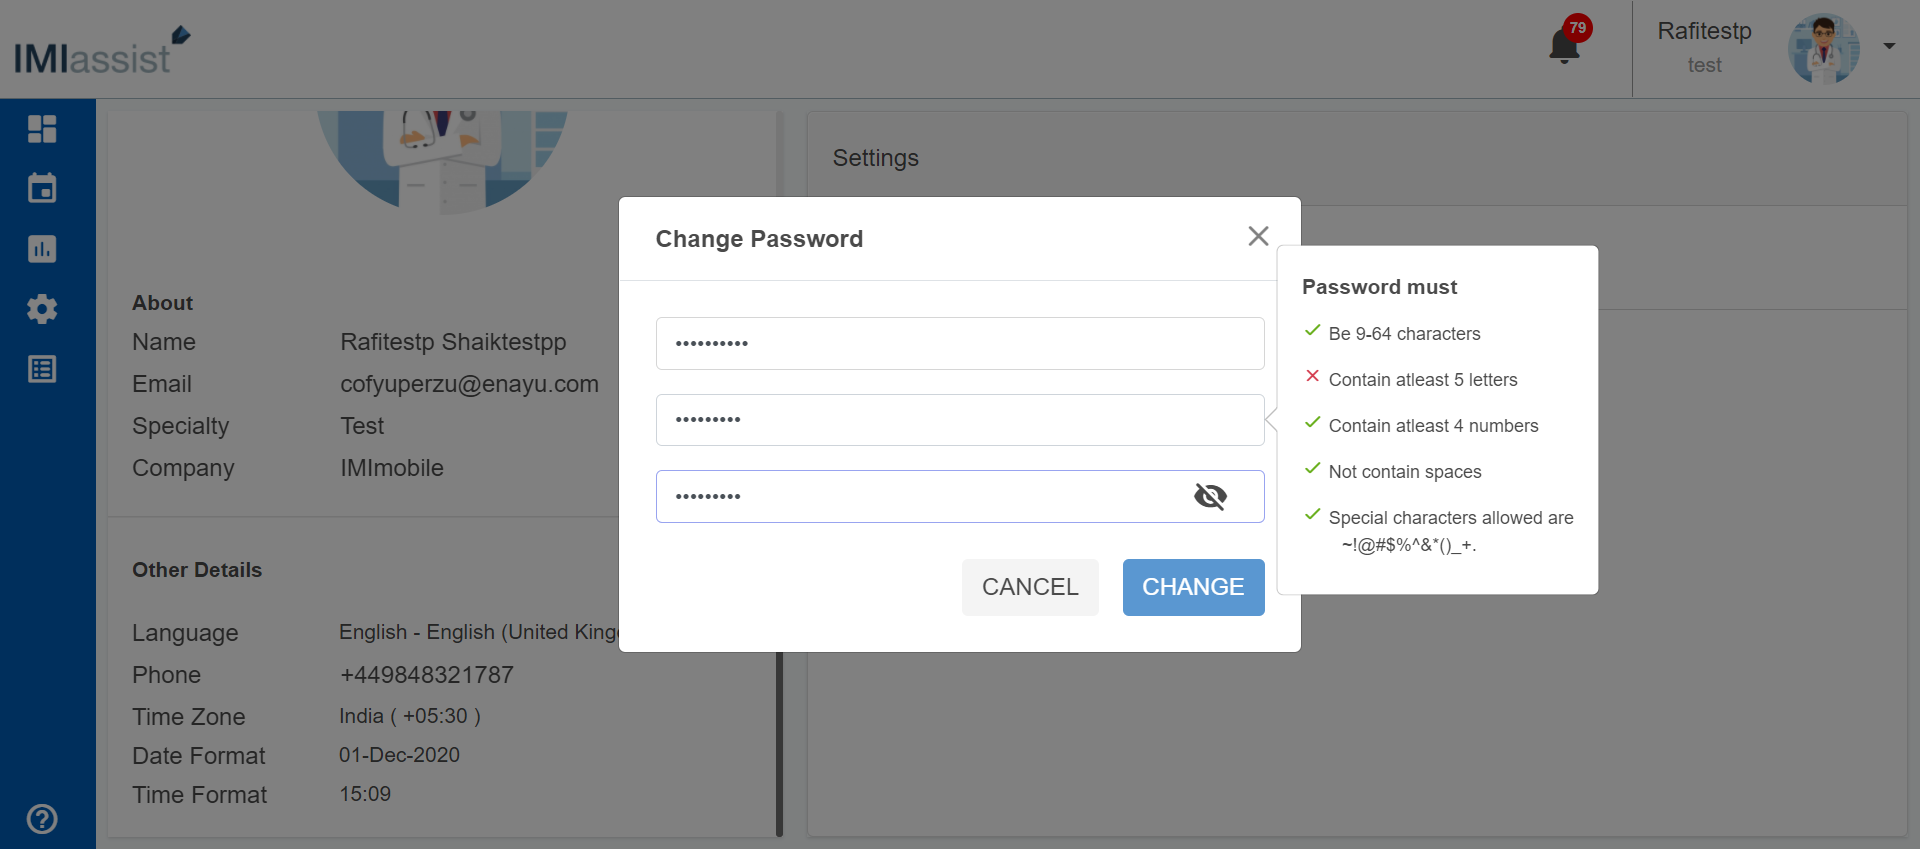 IMIassist
79
Rafitestp
test
Settings
About
Name Rafitestp Shaiktestpp
Email cofyuperzu@enayu.com
Specialty Test
Company IMImobile
Other Details
Language English - English (United King
Phone +449848321787
Time Zone India ( +05:30 )
Date Format 01-Dec-2020
Time Format 15:09
Change Password
••••••••••
•••••••••
•••••••••
CANCEL CHANGE
Password must
Be 9-64 characters
Contain atleast 5 letters
Contain atleast 4 numbers
Not contain spaces
Special characters allowed are
~!@#$%^&*()_+.